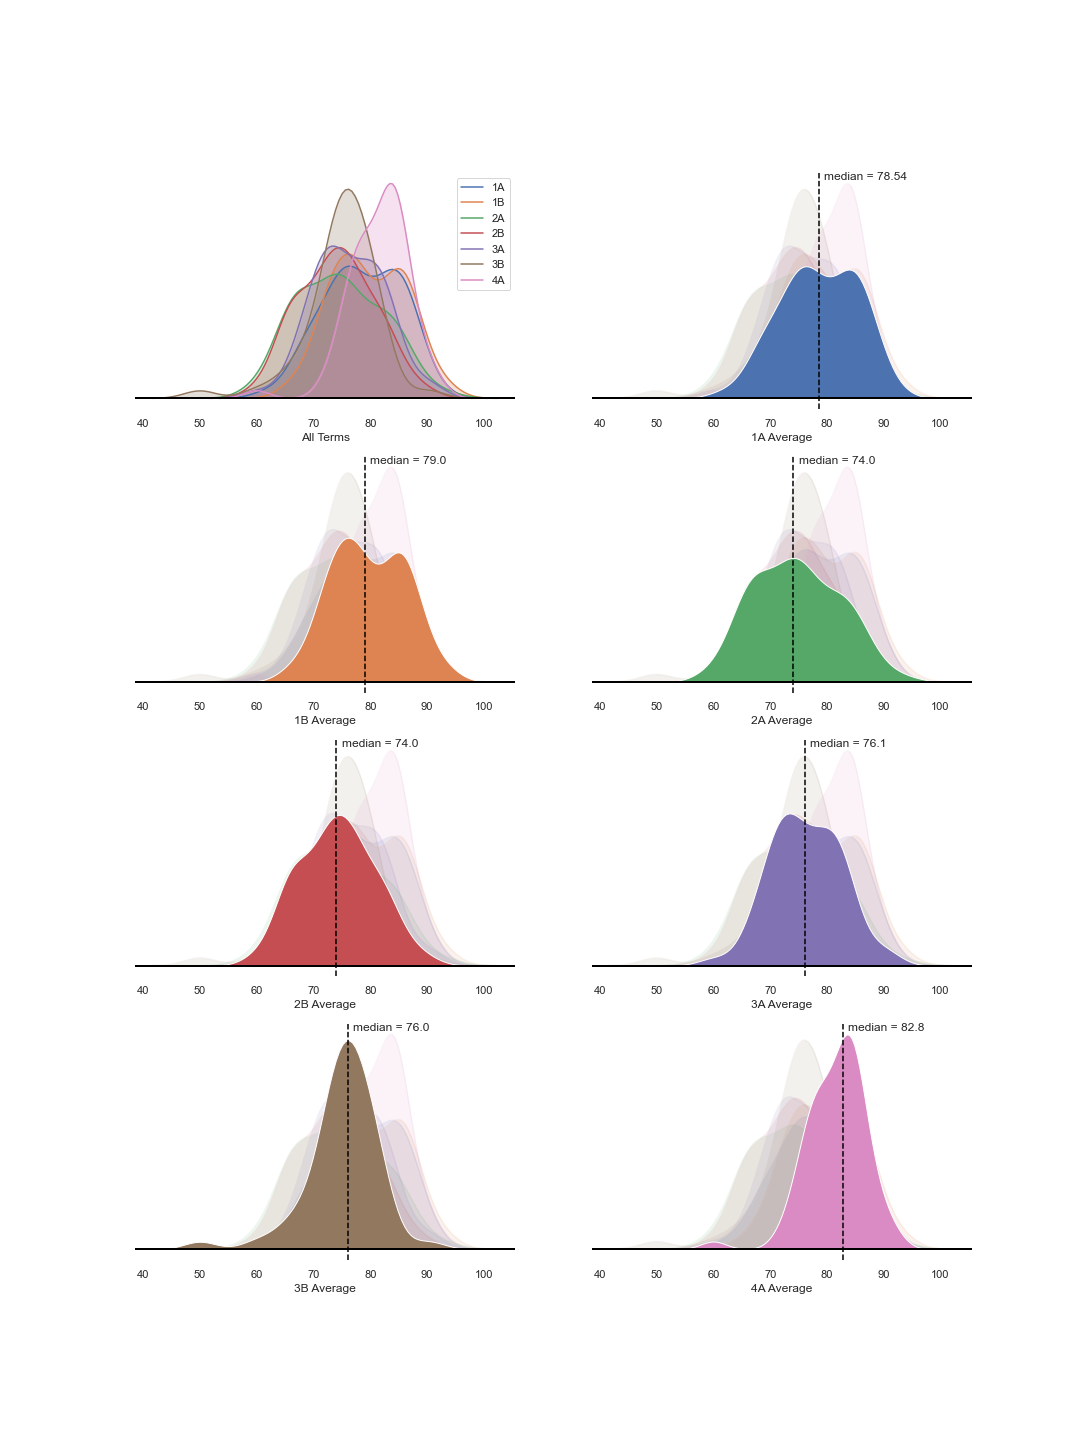 1A
1B
2A
2B
3A
3B
4A
40 50 60 70 80 90 100
All Terms
median = 78.54
40 50 60 70 80 90 100
1A Average
median = 79.0
40 50 60 70 80 90 100
1B Average
median = 74.0
40 50 60 70 80 90 100
2A Average
median = 74.0
40 50 60 70 80 90 100
2B Average
median = 76.1
40 50 60 70 80 90 100
3A Average
median = 76.0
40 50 60 70 80 90 100
3B Average
median = 82.8
40 50 60 70 80 90 100
4A Average